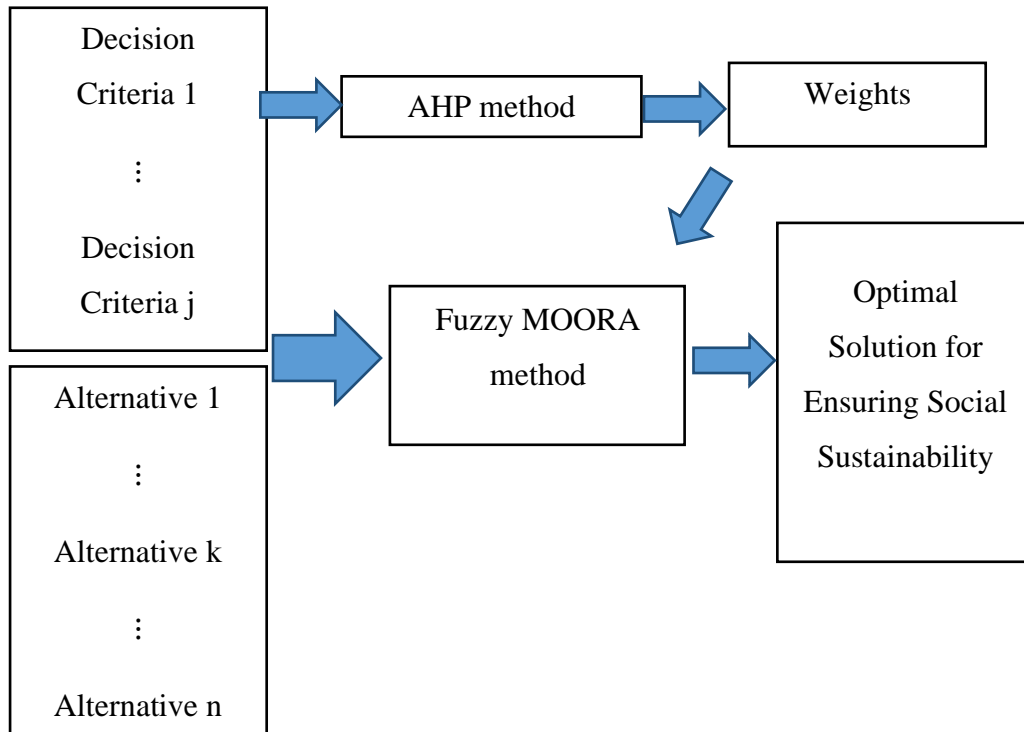 Decision
Criteria 1
⋮
Decision
Criteria j
Alternative 1
⋮
Alternative k
⋮
Alternative n
AHP method
Weights
Fuzzy MOORA
method
Optimal
Solution for
Ensuring Social
Sustainability